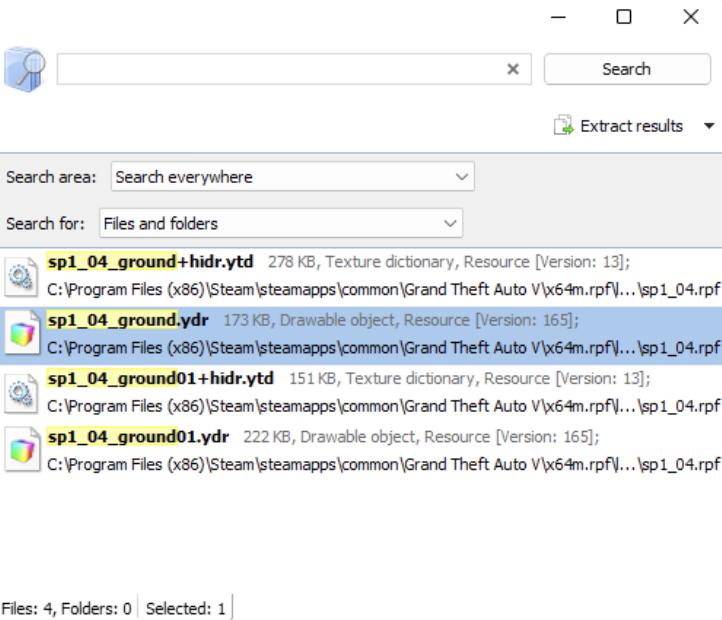 Search
Extract results
Search area: Search everywhere
Search for: Files and folders
sp1_04_ground+hidr.ytd 278 KB, Texture dictionary, Resource [Version: 13];
C:\Program Files (x86)\Steam\steamapps\common\Grand Theft Auto V\x64m.rpf\l...\sp1_04.rpf
sp1_04_ground.ydr 173 KB, Drawable object, Resource [Version: 165];
C:\Program Files (x86)\Steam\steamapps\common\Grand Theft Auto V\x64m.rpf\l...\sp1_04.rpf
sp1_04_ground01+hidr.ytd 151 KB, Texture dictionary, Resource [Version: 13];
C:\Program Files (x86)\Steam\steamapps\common\Grand Theft Auto V\x64m.rpf\l...\sp1_04.rpf
sp1_04_ground01.ydr 222 KB, Drawable object, Resource [Version: 165];
C:\Program Files (x86)\Steam\steamapps\common\Grand Theft Auto V\x64m.rpf\l...\sp1_04.rpf
Files: 4, Folders: 0 Selected: 1